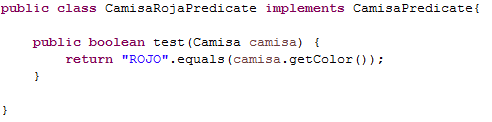 public class CamisaRojaPredicate implements CamisaPredicate{
public boolean test(Camisa camisa) {
return "ROJO".equals(camisa.getColor());
}
}